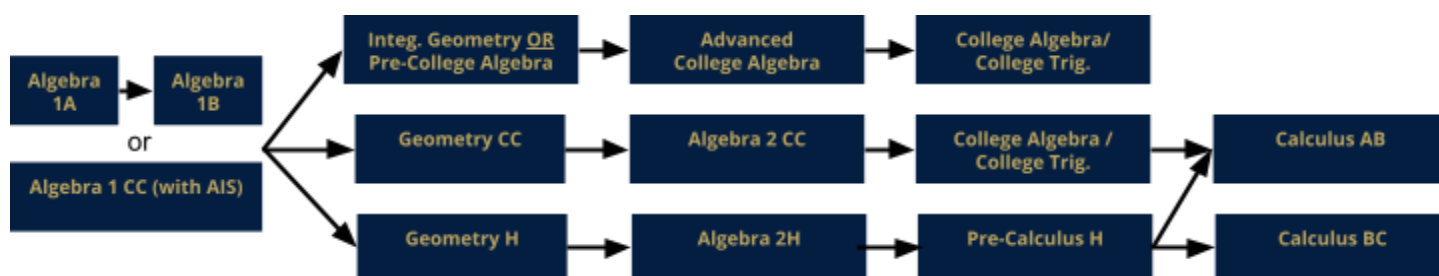 Algebra
1A
Algebra
1B
or
Algebra 1 CC (with AIS)
Integ. Geometry OR
Pre-College Algebra
Advanced
College Algebra
College Algebra/
College Trig.
Geometry CC
Algebra 2 CC
College Algebra /
College Trig.
Calculus AB
Geometry H
Algebra 2H
Pre-Calculus H
Calculus BC